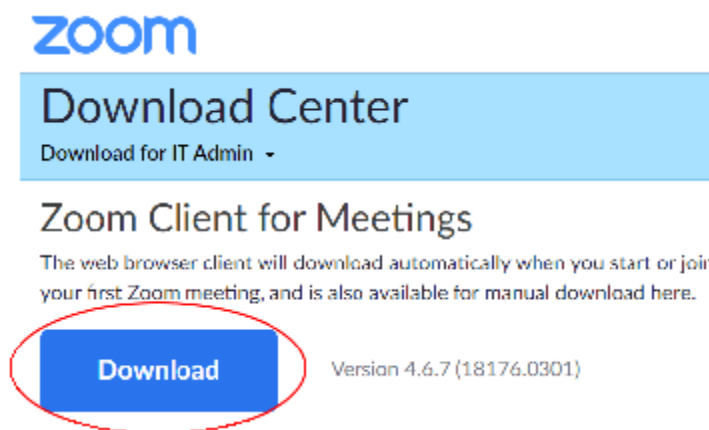 zoom
Download Center
Download for IT Admin
Zoom Client for Meetings
The web browser client will download automatically when you start or join
your first Zoom meeting, and is also available for manual download here.
Download
Version 4.6.7 (18176.0301)